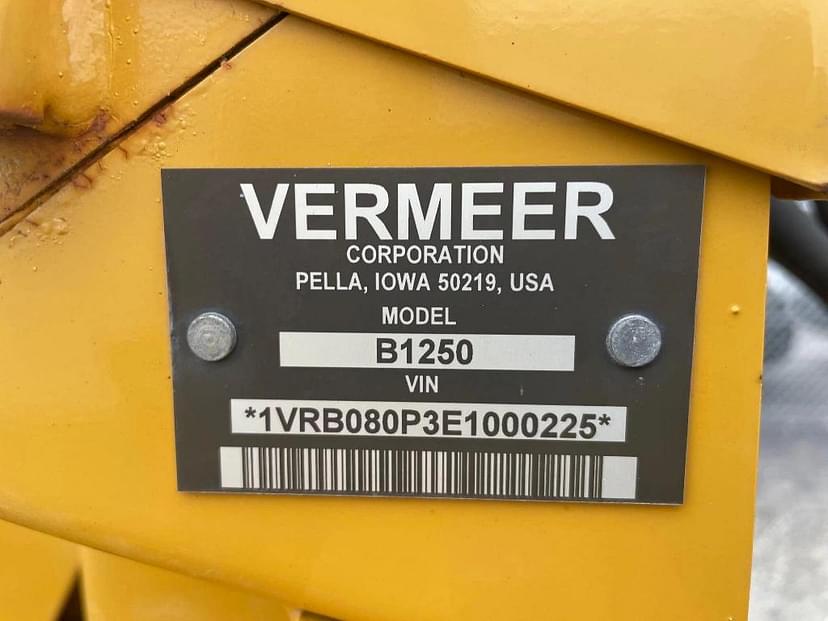 VERMEER
CORPORATION
PELLA, IOWA 50219, USA
MODEL
B1250
VIN
*1VRB080P3E1000225*